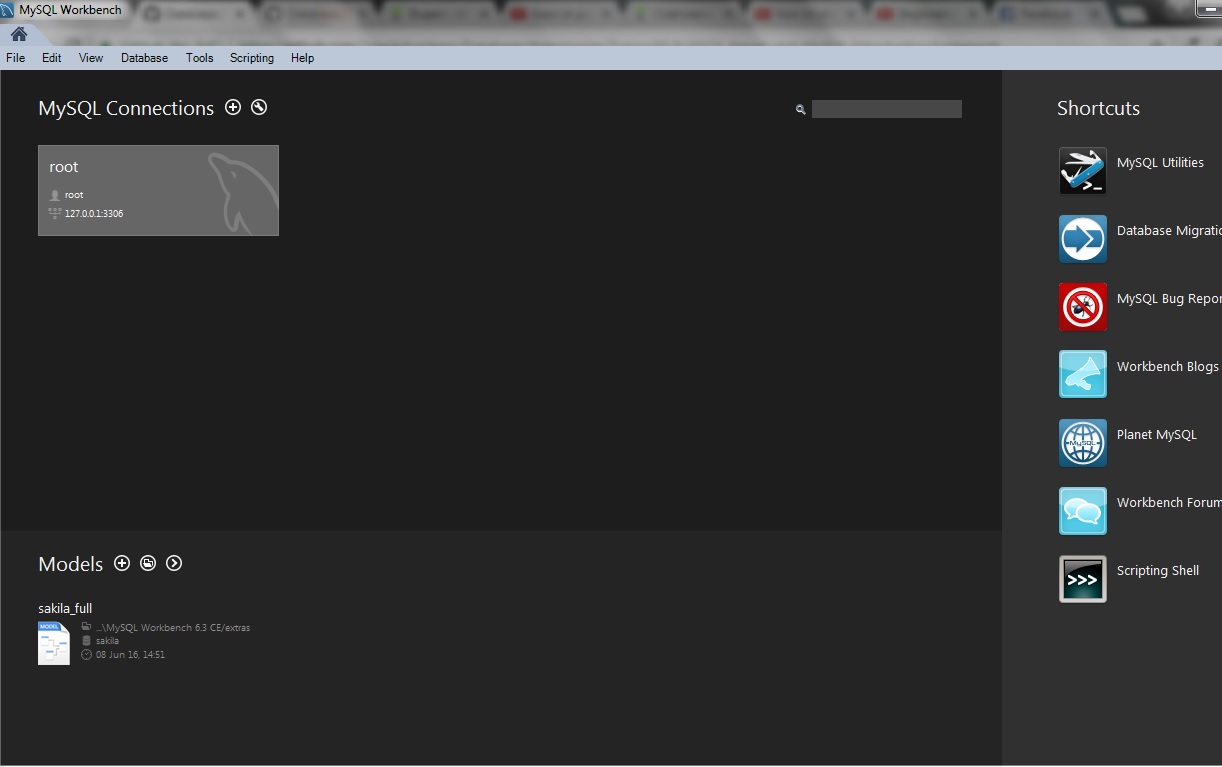 MySQL Workbench
File Edit View Database Tools Scripting Help
MySQL Connections
root
root
127.0.0.1:3306
Shortcuts
MySQL Utilities
Database Migratio
MySQL Bug Repor
Workbench Blogs
Planet MySQL
Workbench Forum
Scripting Shell
>_
MySQL
>>>
Models
sakila_full
MODEL
...\MySQL Workbench 6.3 CE/extras
sakila
08 Jun 16, 14:51